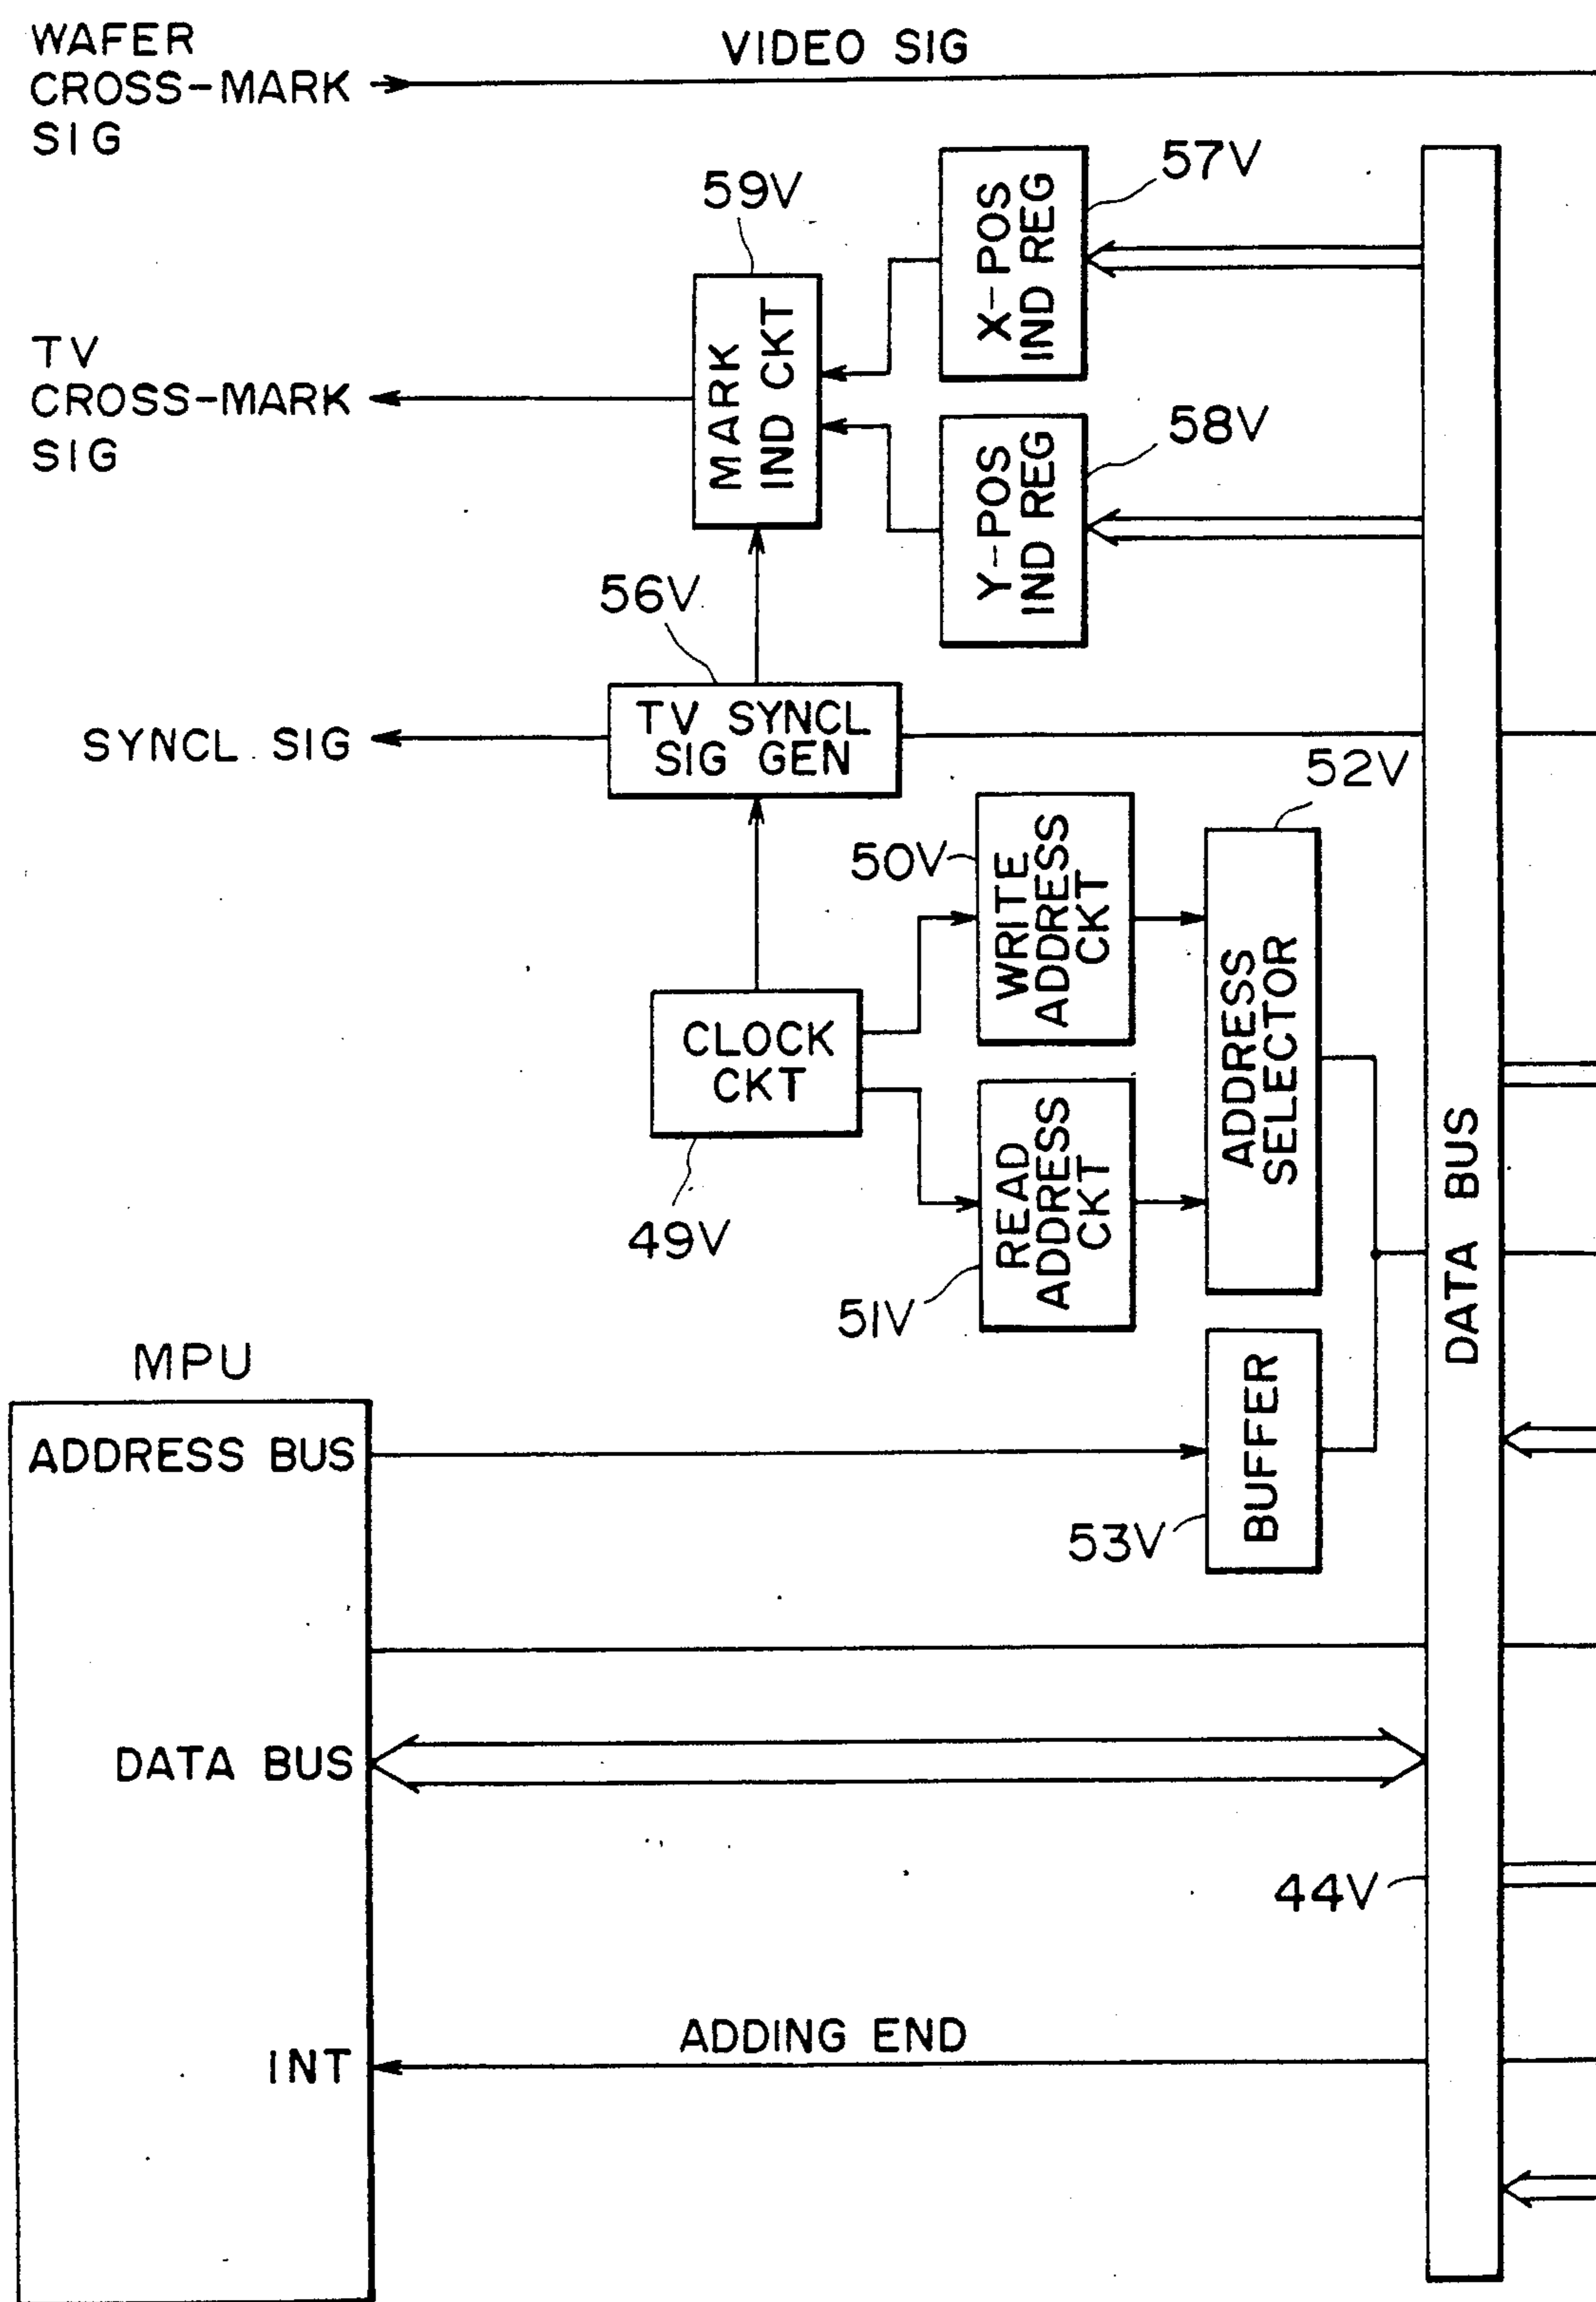 WAFER
CROSS-MARK
SIG
VIDEO SIG
57V
59V
X-POS
IND REG
MARK
IND CKT
TV
CROSS-MARK
SIG
58V
Y-POS
IND REG
56V
TV SYNCL
SIG GEN
SYNCL SIG
52V
50V
WRITE
ADDRESS
CKT
ADDRESS
SELECTOR
CLOCK
CKT
49V
READ
ADDRESS
CKT
51V
DATA BUS
MPU
ADDRESS BUS
BUFFER
53V
DATA BUS
44V
ADDING END
INT